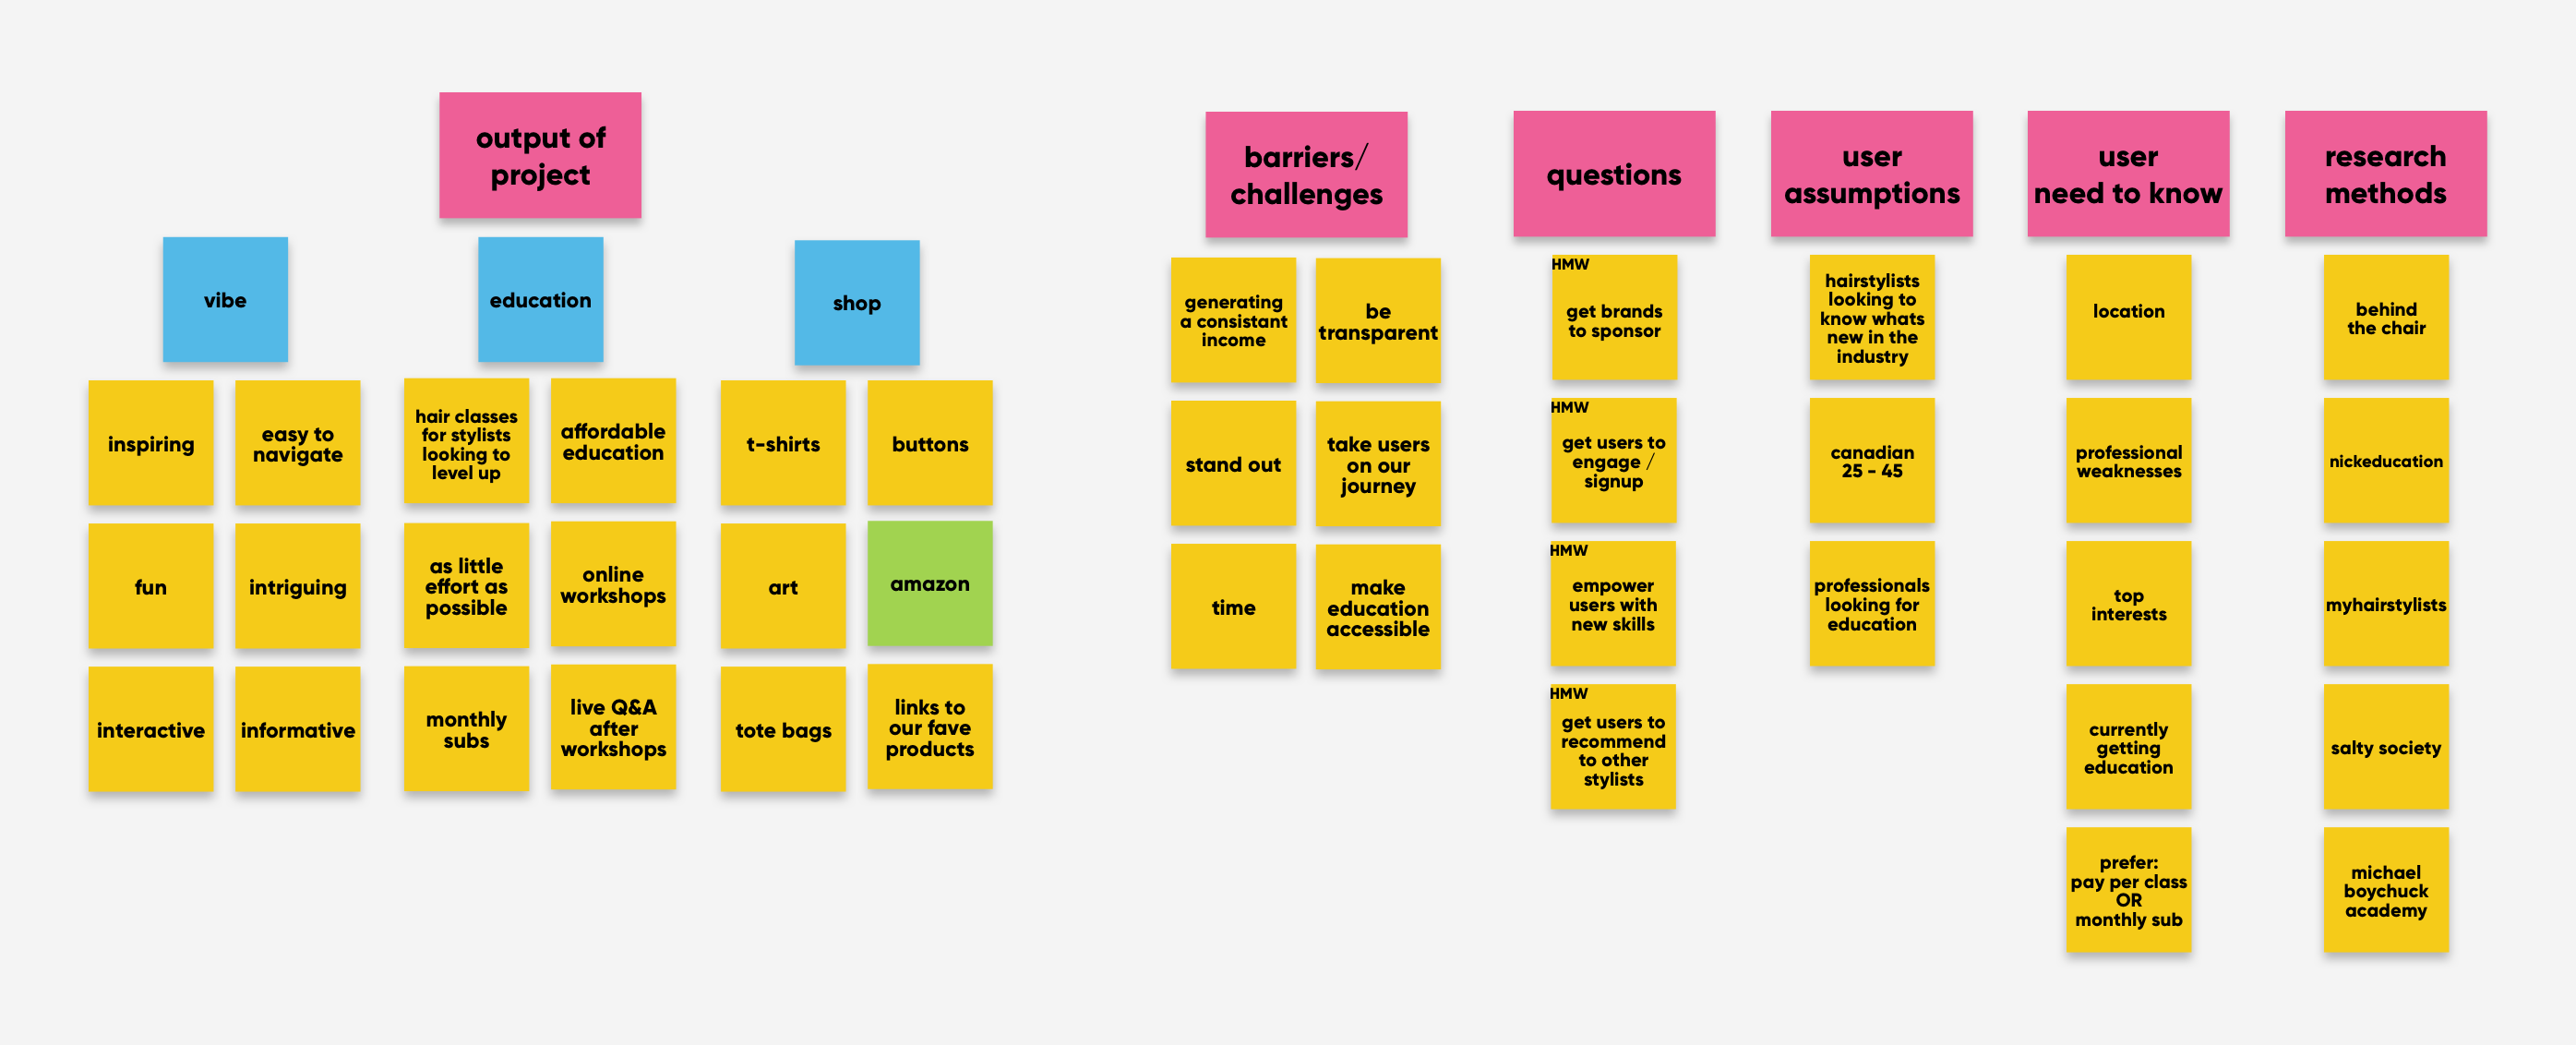 output of
project
vibe
education
shop
inspiring
easy to
navigate
fun
intriguing
interactive
informative
hair classes
for stylists
looking to
level up
affordable
education
as little
effort as
possible
online
workshops
monthly
subs
live Q&A
after
workshops
t-shirts
buttons
art
amazon
tote bags
links to
our fave
products
barriers/
challenges
generating
a consistant
income
be
transparent
stand out
take users
on our
journey
time
make
education
accessible
questions
HMW
get brands
to sponsor
HMW
get users to
engage /
signup
HMW
empower
users with
new skills
HMW
get users to
recommend
to other
stylists
user
assumptions
hairstylists
looking to
know whats
new in the
industry
canadian
25 - 45
professionals
looking for
education
user
need to know
location
professional
weaknesses
top
interests
currently
getting
education
prefer:
pay per class
OR
monthly sub
research
methods
behind
the chair
nickeducation
myhairstylists
salty society
michael
boychuck
academy